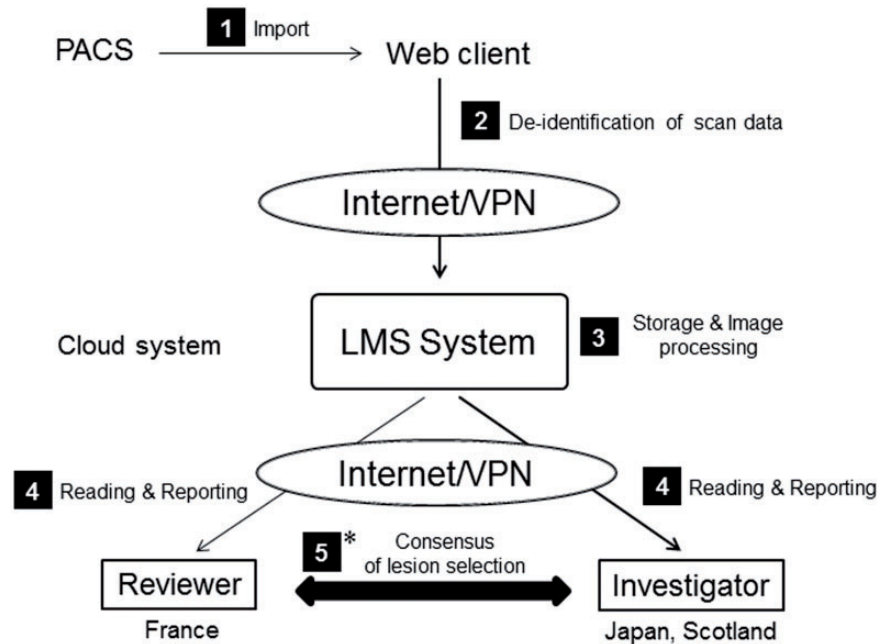 PACS
1 Import
Web client
2 De-identification of scan data
Internet/VPN
LMS System
Cloud system
3 Storage & Image
processing
Internet/VPN
4 Reading & Reporting
4 Reading & Reporting
5 * Consensus
of lesion selection
Reviewer
Investigator
France
Japan, Scotland